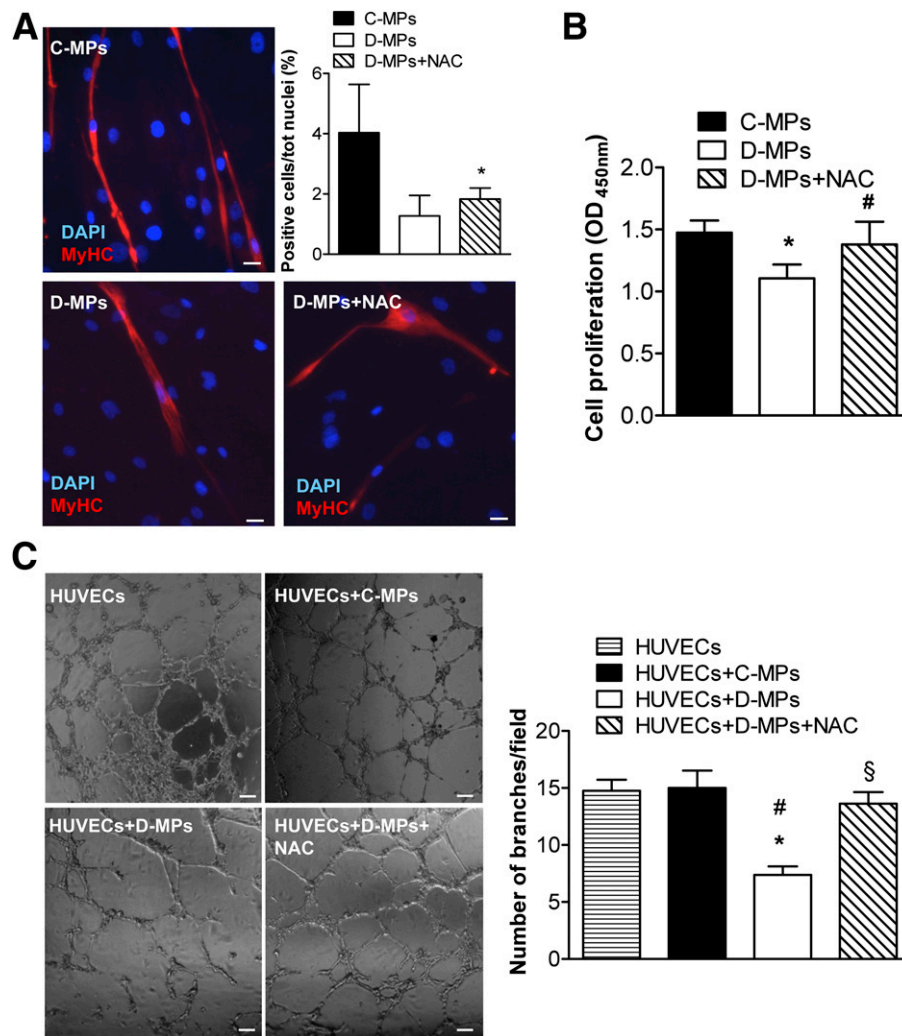 A
C-MPs
DAPI
MyHC
C-MPs
D-MPs
D-MPs+NAC
Positive cells/tot nuclei (%)
6
4
2
0
*
D-MPs
DAPI
MyHC
D-MPs+NAC
DAPI
MyHC
B
C-MPs
D-MPs
D-MPs+NAC
Cell proliferation (OD450nm)
2.0
1.5
1.0
0.5
0.0
*
#
C
HUVECs
HUVECs+C-MPs
HUVECs+D-MPs
HUVECs+D-MPs+
NAC
HUVECs
HUVECs+C-MPs
HUVECs+D-MPs
HUVECs+D-MPs+NAC
Number of branches/field
20
15
10
5
0
#
*
§